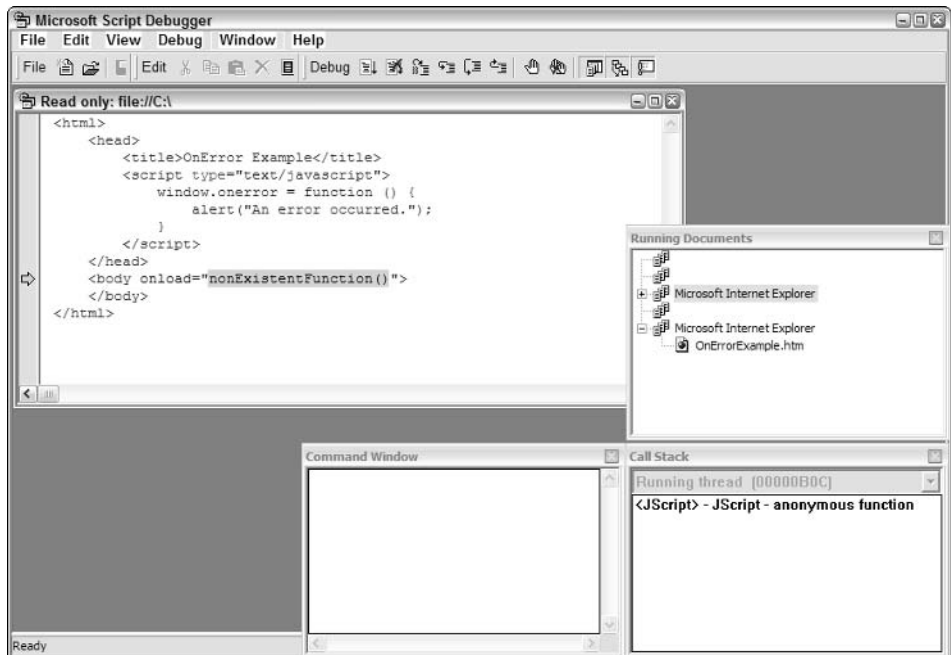 Microsoft Script Debugger
File Edit View Debug Window Help
File Edit Debug
Read only: file://C:\
<html>
<head>
<title>OnError Example</title>
<script type="text/javascript">
window.onerror = function () {
alert("An error occurred.");
}
</script>
</head>
<body onload="nonExistentFunction()">
</body>
</html>
Running Documents
Microsoft Internet Explorer
Microsoft Internet Explorer
OnErrorExample.htm
Command Window
Call Stack
Running thread [00000B0C]
<JScript> - JScript - anonymous function
Ready